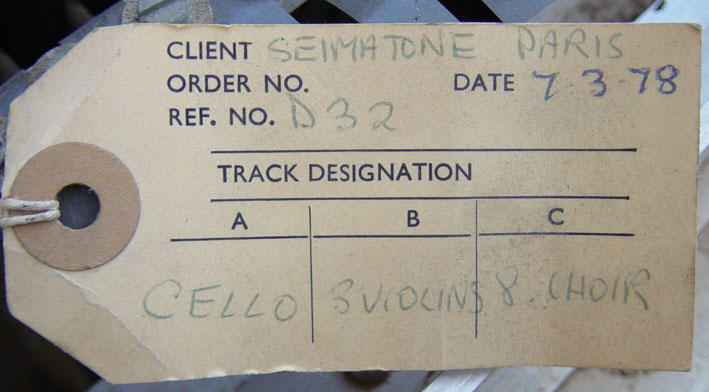 CLIENT SEIMATONE PARIS
ORDER NO. DATE 7 3-78
REF. NO. D32
TRACK DESIGNATION
A B C
CELLO 3 VIOLINS 8 CHOIR